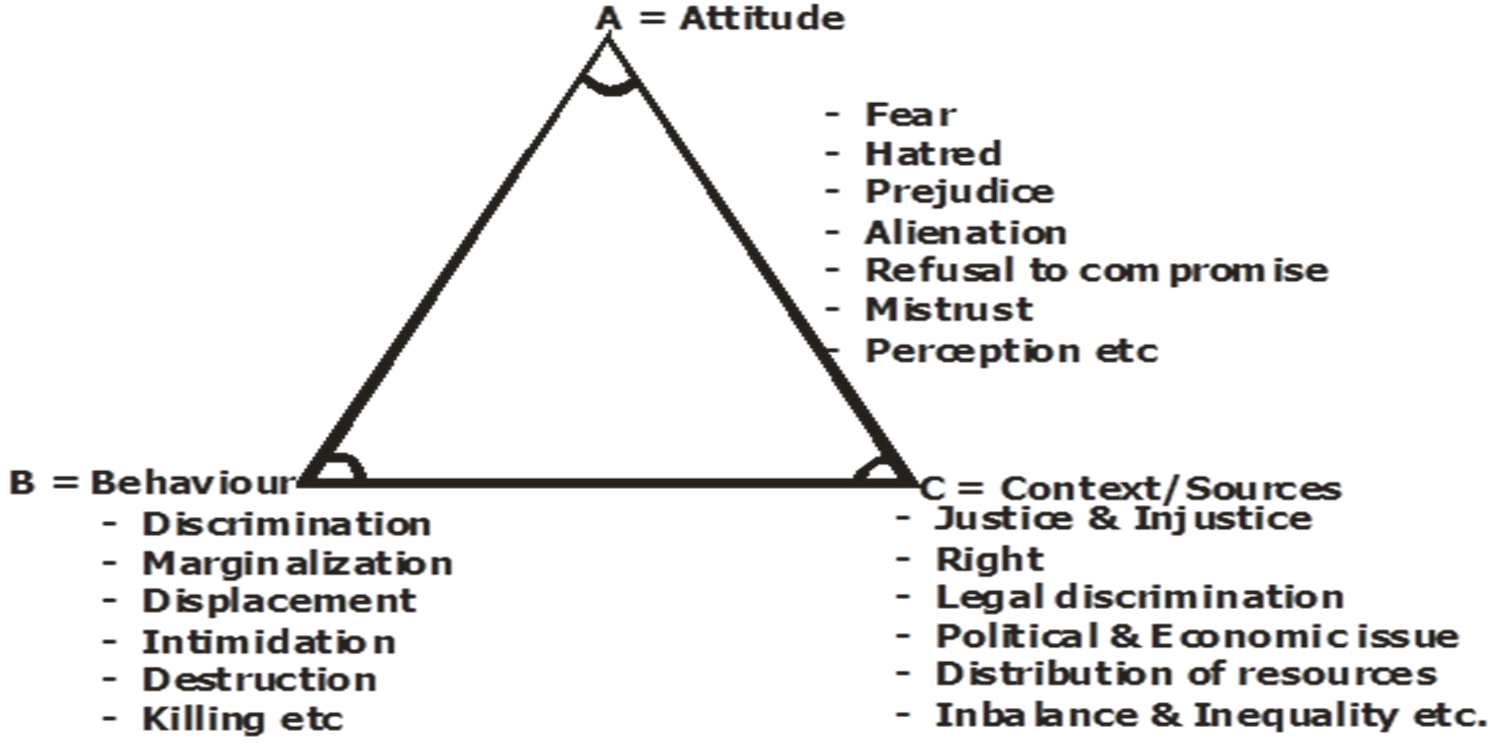 A = Attitude
- Fear
- Hatred
- Prejudice
- Alienation
- Refusal to compromise
- Mistrust
- Perception etc
B = Behaviour
- Discrimination
- Marginalization
- Displacement
- Intimidation
- Destruction
- Killing etc
C = Context/Sources
- Justice & Injustice
- Right
- Legal discrimination
- Political & Economic issue
- Distribution of resources
- Inbalance & Inequality etc.